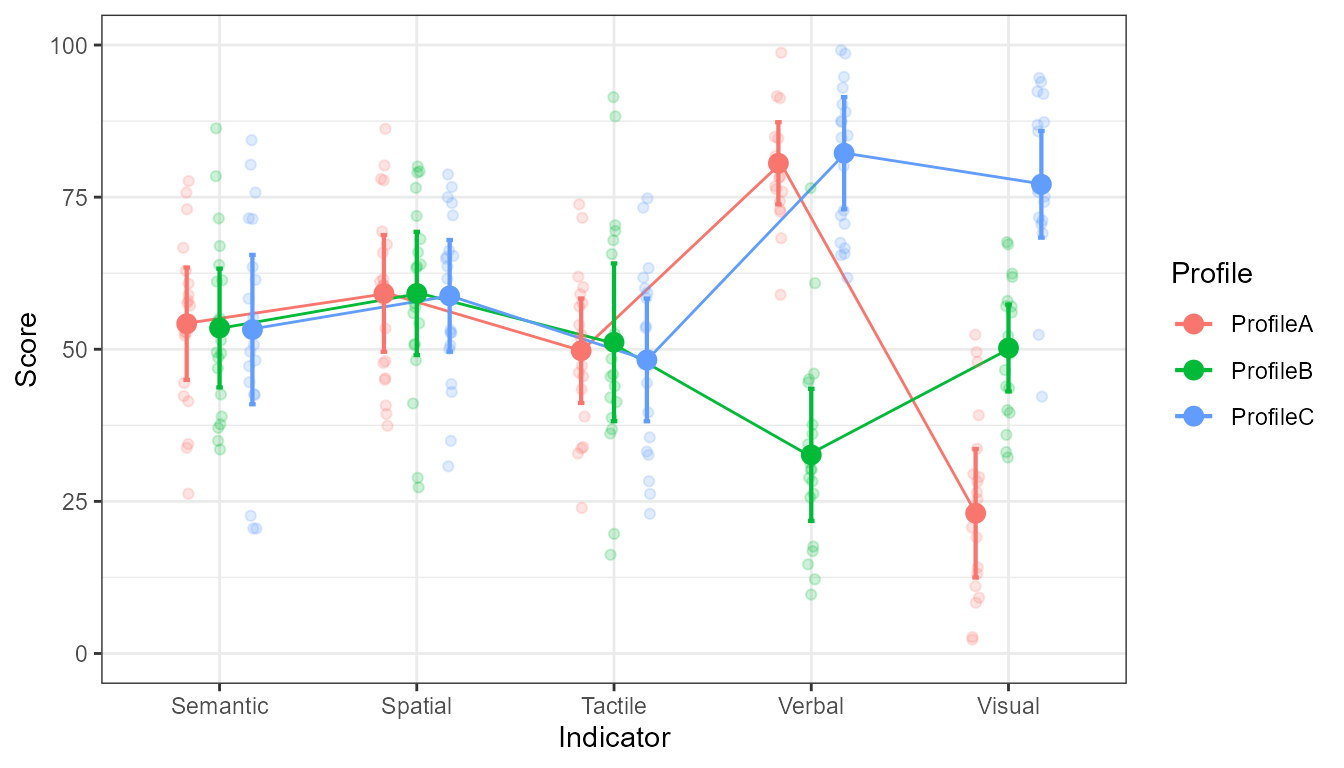 100
75
50
25
0
Score
Semantic Spatial Tactile Verbal Visual
Indicator
Profile
ProfileA
ProfileB
ProfileC